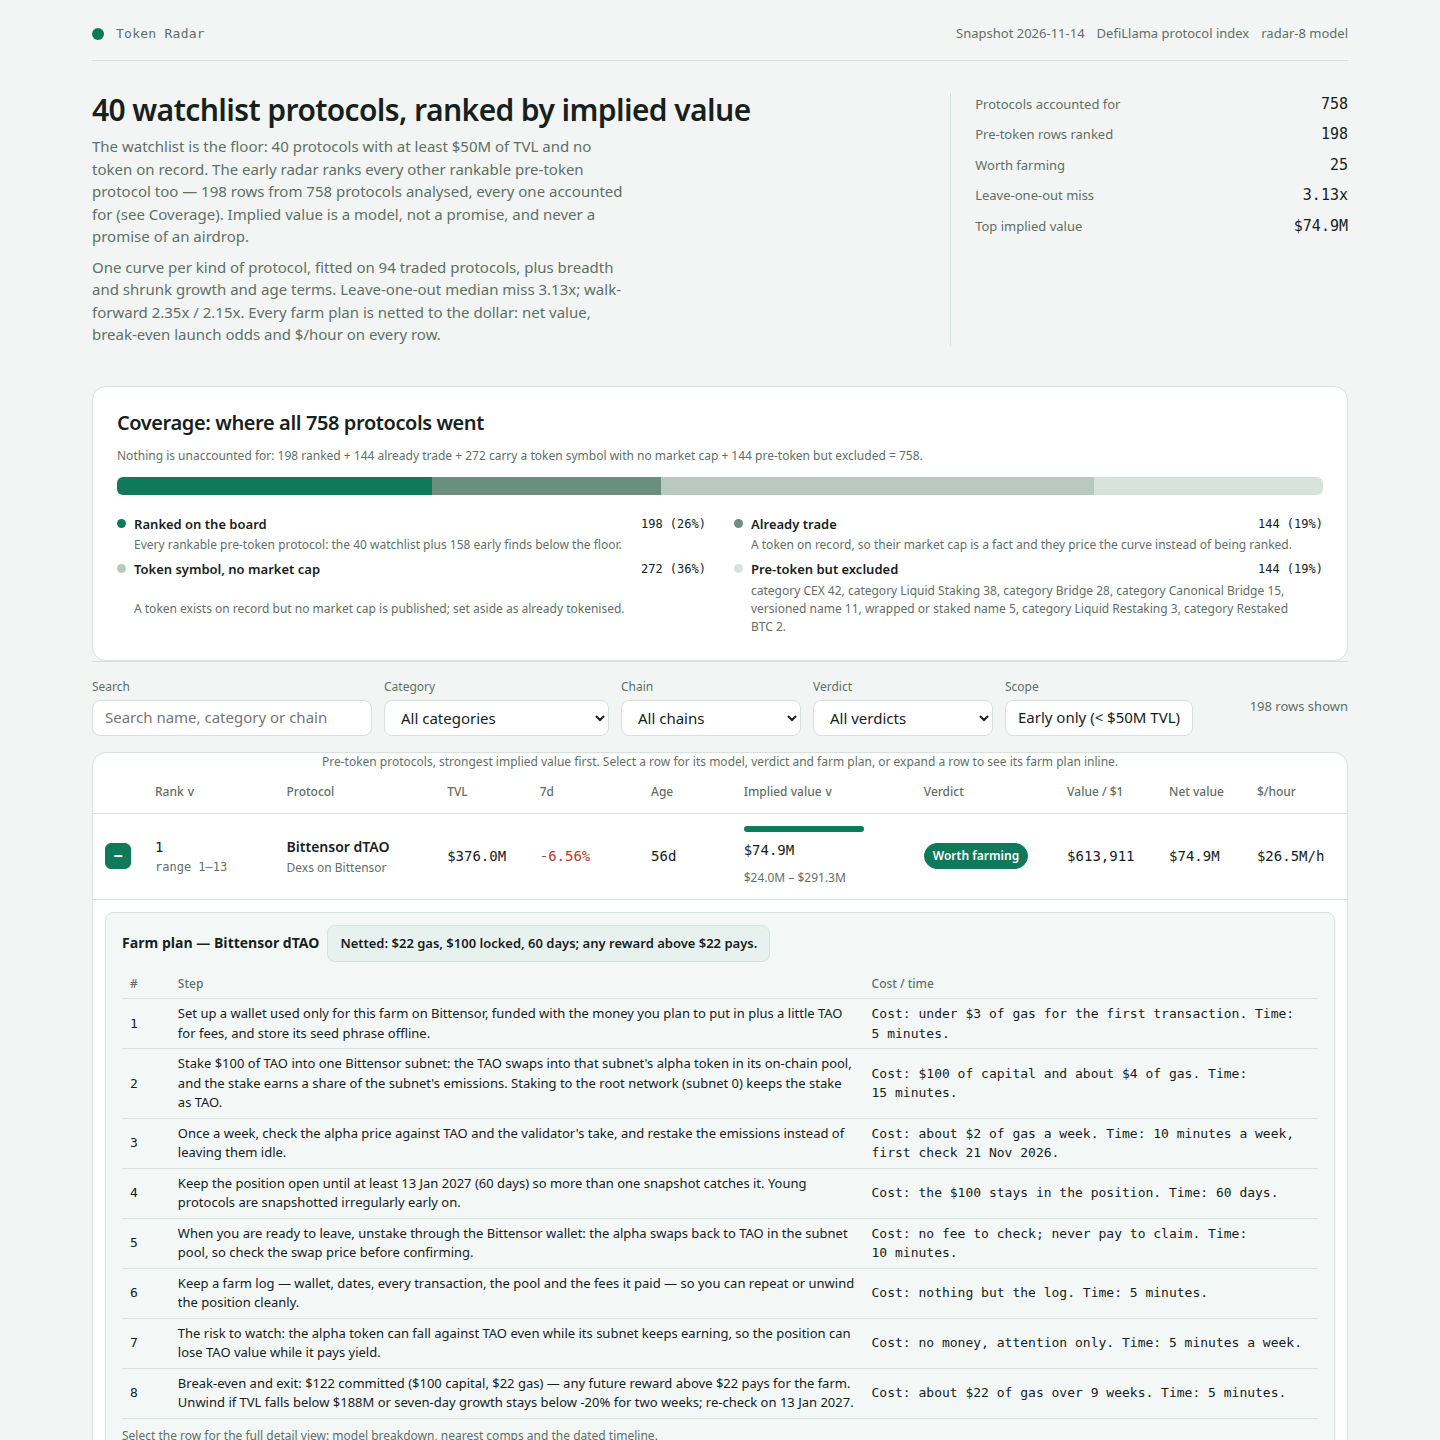 Token Radar
Snapshot 2026-11-14 DefiLlama protocol index radar-8 model
40 watchlist protocols, ranked by implied value
The watchlist is the floor: 40 protocols with at least $50M of TVL and no
token on record. The early radar ranks every other rankable pre-token
protocol too — 198 rows from 758 protocols analysed, every one accounted
for (see Coverage). Implied value is a model, not a promise, and never a
promise of an airdrop.
One curve per kind of protocol, fitted on 94 traded protocols, plus breadth
and shrunk growth and age terms. Leave-one-out median miss 3.13x; walk-
forward 2.35x / 2.15x. Every farm plan is netted to the dollar: net value,
break-even launch odds and $/hour on every row.
Protocols accounted for 758
Pre-token rows ranked 198
Worth farming 25
Leave-one-out miss 3.13x
Top implied value $74.9M
Coverage: where all 758 protocols went
Nothing is unaccounted for: 198 ranked + 144 already trade + 272 carry a token symbol with no market cap + 144 pre-token but excluded = 758.
Ranked on the board 198 (26%)
Every rankable pre-token protocol: the 40 watchlist plus 158 early finds below the floor.
Already trade 144 (19%)
A token on record, so their market cap is a fact and they price the curve instead of being ranked.
Token symbol, no market cap 272 (36%)
A token exists on record but no market cap is published; set aside as already tokenised.
Pre-token but excluded 144 (19%)
category CEX 42, category Liquid Staking 38, category Bridge 28, category Canonical Bridge 15,
versioned name 11, wrapped or staked name 5, category Liquid Restaking 3, category Restaked
BTC 2.
Search Category Chain Verdict Scope
Search name, category or chain All categories All chains All verdicts Early only (< $50M TVL) 198 rows shown
Pre-token protocols, strongest implied value first. Select a row for its model, verdict and farm plan, or expand a row to see its farm plan inline.
Rank v Protocol TVL 7d Age Implied value v Verdict Value / $1 Net value $/hour
− 1 Bittensor dTAO $376.0M -6.56% 56d $74.9M Worth farming $613,911 $74.9M $26.5M/h
range 1–13 Dexs on Bittensor $24.0M – $291.3M
Farm plan — Bittensor dTAO Netted: $22 gas, $100 locked, 60 days; any reward above $22 pays.
# Step Cost / time
1 Set up a wallet used only for this farm on Bittensor, funded with the money you plan to put in plus a little TAO
for fees, and store its seed phrase offline.
Cost: under $3 of gas for the first transaction. Time:
5 minutes.
2 Stake $100 of TAO into one Bittensor subnet: the TAO swaps into that subnet's alpha token in its on-chain pool,
and the stake earns a share of the subnet's emissions. Staking to the root network (subnet 0) keeps the stake
as TAO.
Cost: $100 of capital and about $4 of gas. Time:
15 minutes.
3 Once a week, check the alpha price against TAO and the validator's take, and restake the emissions instead of
leaving them idle.
Cost: about $2 of gas a week. Time: 10 minutes a week,
first check 21 Nov 2026.
4 Keep the position open until at least 13 Jan 2027 (60 days) so more than one snapshot catches it. Young
protocols are snapshotted irregularly early on.
Cost: the $100 stays in the position. Time: 60 days.
5 When you are ready to leave, unstake through the Bittensor wallet: the alpha swaps back to TAO in the subnet
pool, so check the swap price before confirming.
Cost: no fee to check; never pay to claim. Time:
10 minutes.
6 Keep a farm log — wallet, dates, every transaction, the pool and the fees it paid — so you can repeat or unwind
the position cleanly.
Cost: nothing but the log. Time: 5 minutes.
7 The risk to watch: the alpha token can fall against TAO even while its subnet keeps earning, so the position can
lose TAO value while it pays yield.
Cost: no money, attention only. Time: 5 minutes a week.
8 Break-even and exit: $122 committed ($100 capital, $22 gas) — any future reward above $22 pays for the farm.
Unwind if TVL falls below $188M or seven-day growth stays below -20% for two weeks; re-check on 13 Jan 2027.
Cost: about $22 of gas over 9 weeks. Time: 5 minutes.
Select the row for the full detail view: model breakdown, nearest comps and the dated timeline.